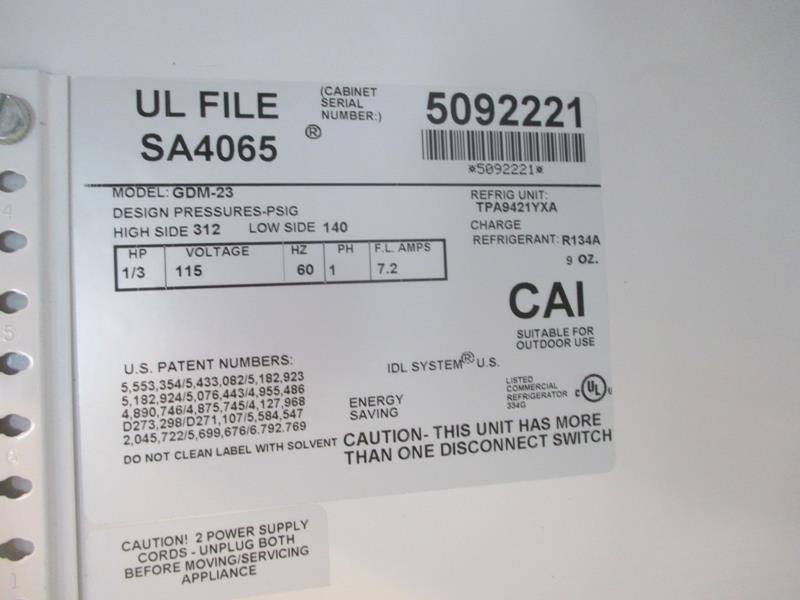 UL FILE
SA4065 ®
(CABINET
SERIAL
NUMBER:)
5092221
*5092221*
MODEL: GDM-23
DESIGN PRESSURES-PSIG
HIGH SIDE 312 LOW SIDE 140
REFRIG UNIT:
TPA9421YXA
CHARGE
REFRIGERANT: R134A
9 OZ.
HP VOLTAGE HZ PH F.L. AMPS
1/3 115 60 1 7.2
CAI
SUITABLE FOR
OUTDOOR USE
U.S. PATENT NUMBERS:
5,553,354/5,433,082/5,182,923
5,182,924/5,076,443/4,955,486
4,890,746/4,875,745/4,127,968
D273,298/D271,107/5,584,547
2,045,722/5,699,676/6.792.769
DO NOT CLEAN LABEL WITH SOLVENT
IDL SYSTEM® U.S.
ENERGY
SAVING
LISTED
COMMERCIAL
REFRIGERATOR
334G
c UL us
CAUTION- THIS UNIT HAS MORE
THAN ONE DISCONNECT SWITCH
CAUTION! 2 POWER SUPPLY
CORDS - UNPLUG BOTH
BEFORE MOVING/SERVICING
APPLIANCE
4
5
6
1